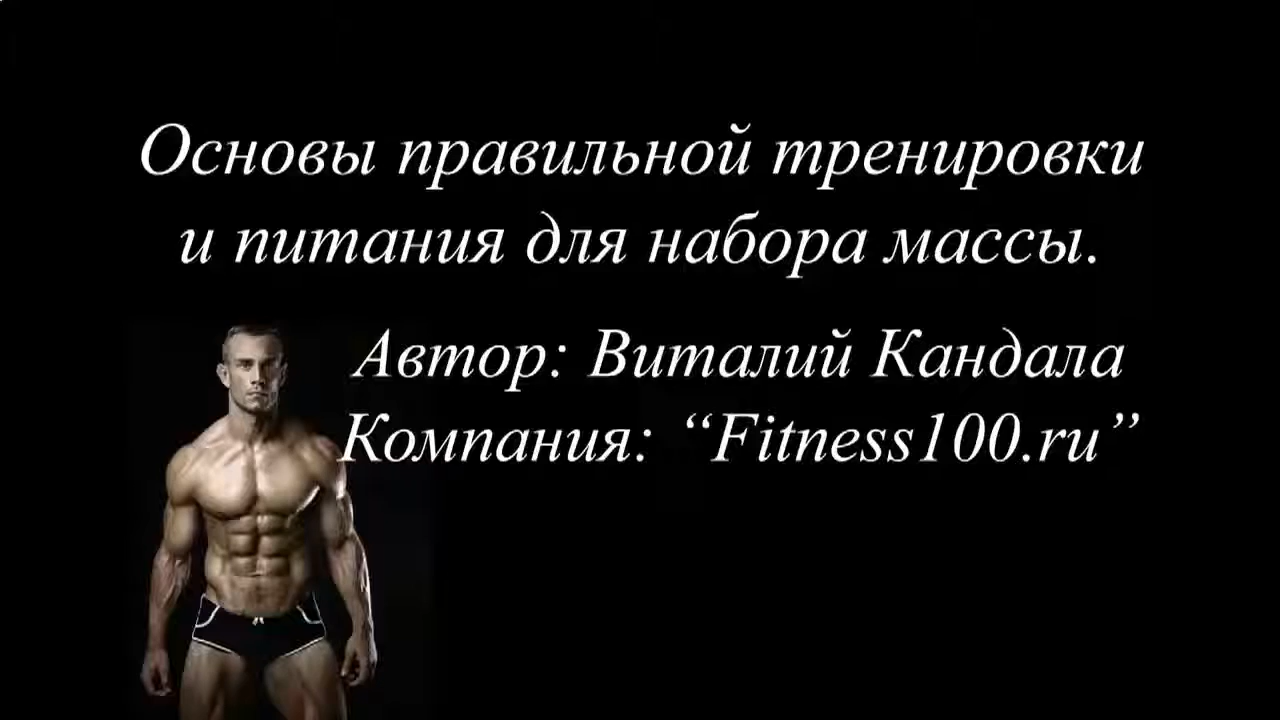 Основы правильной тренировки
и питания для набора массы.
Автор: Виталий Кандала
Компания: “Fitness100.ru”